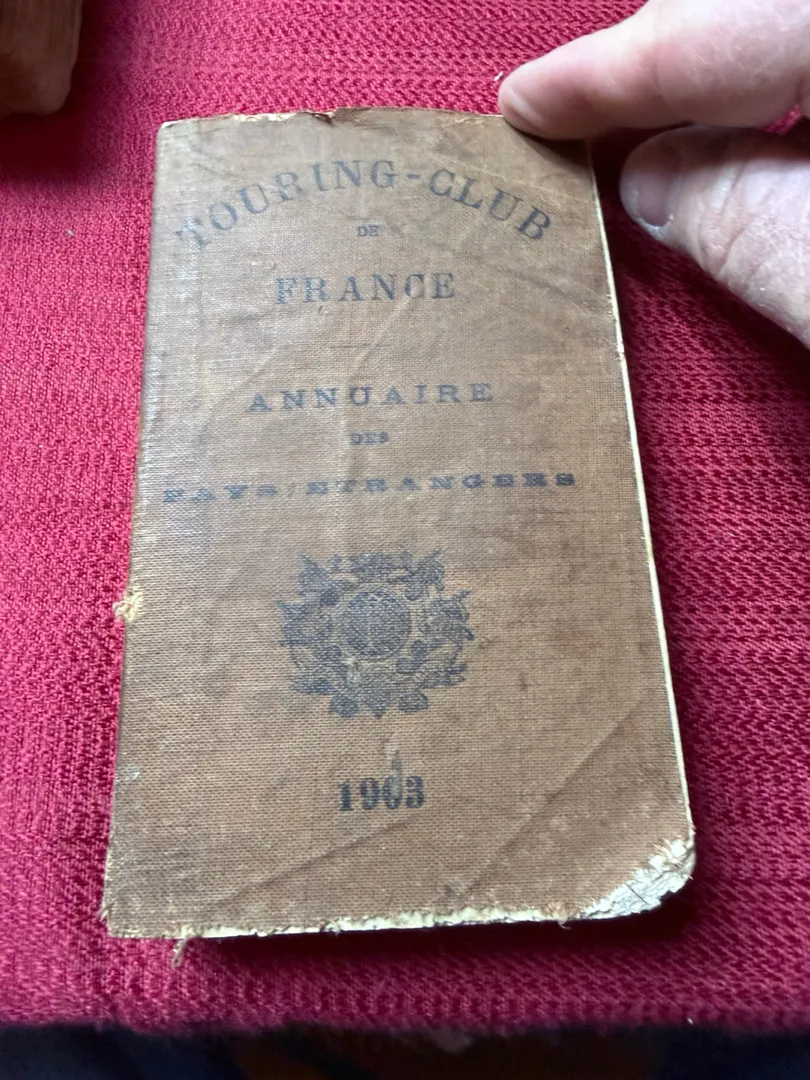 TOURING-CLUB
DE
FRANCE
ANNUAIRE
DES
PAYS ETRANGERS
1903